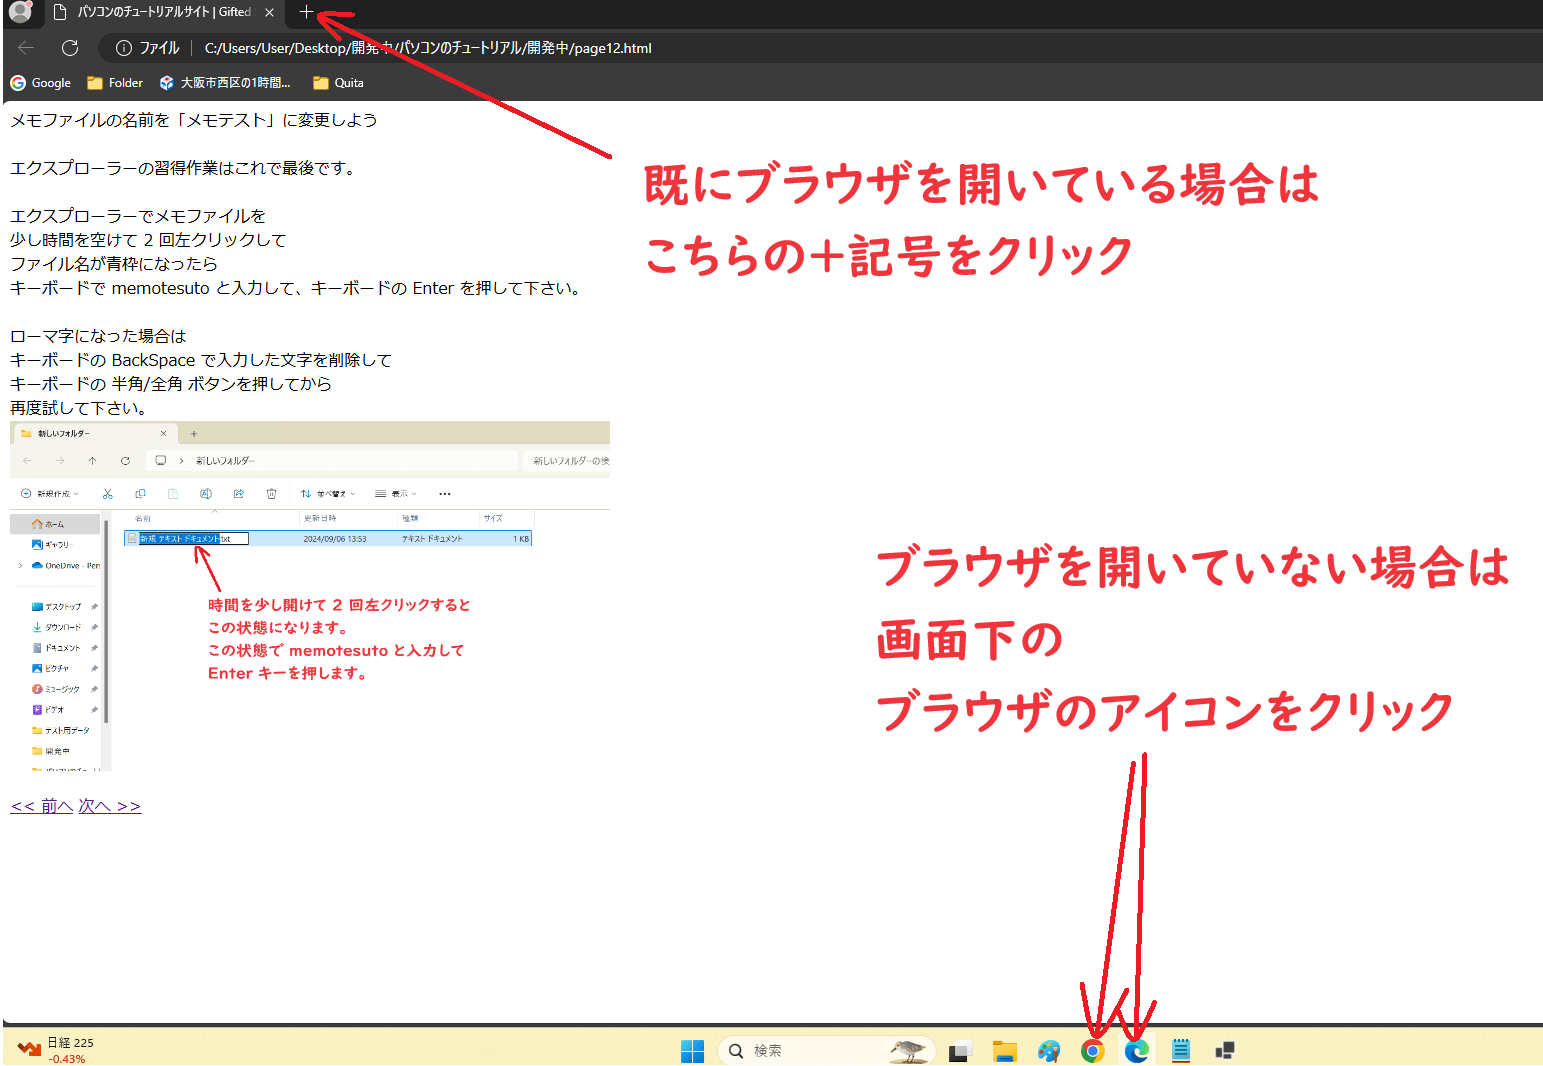 パソコンのチュートリアルサイト | Gifted
ファイル
C:/Users/User/Desktop/開発中/パソコンのチュートリアル/開発中/page12.html
Google
Folder
大阪市西区の1時間...
Quita
メモファイルの名前を「メモテスト」に変更しよう
エクスプローラーの習得作業はこれで最後です。
エクスプローラーでメモファイルを
少し時間を空けて 2 回左クリックして
ファイル名が青枠になったら
キーボードで memotesuto と入力して、キーボードの Enter を押して下さい。
ローマ字になった場合は
キーボードの BackSpace で入力した文字を削除して
キーボードの 半角/全角 ボタンを押してから
再度試して下さい。
既にブラウザを開いている場合は
こちらの＋記号をクリック
新しいフォルダー
新しいフォルダー
新しいフォルダーの検
新規作成
並べ替え
表示
名前
更新日時
種類
サイズ
新規 テキスト ドキュメント.txt
2024/09/06 13:53
テキスト ドキュメント
1 KB
ホーム
ギャラリー
OneDrive - Pers
デスクトップ
ダウンロード
ドキュメント
ピクチャ
ミュージック
ビデオ
テスト用データ
開発中
時間を少し開けて 2 回左クリックすると
この状態になります。
この状態で memotesuto と入力して
Enter キーを押します。
ブラウザを開いていない場合は
画面下の
ブラウザのアイコンをクリック
<< 前へ 次へ >>
日経 225
-0.43%
検索